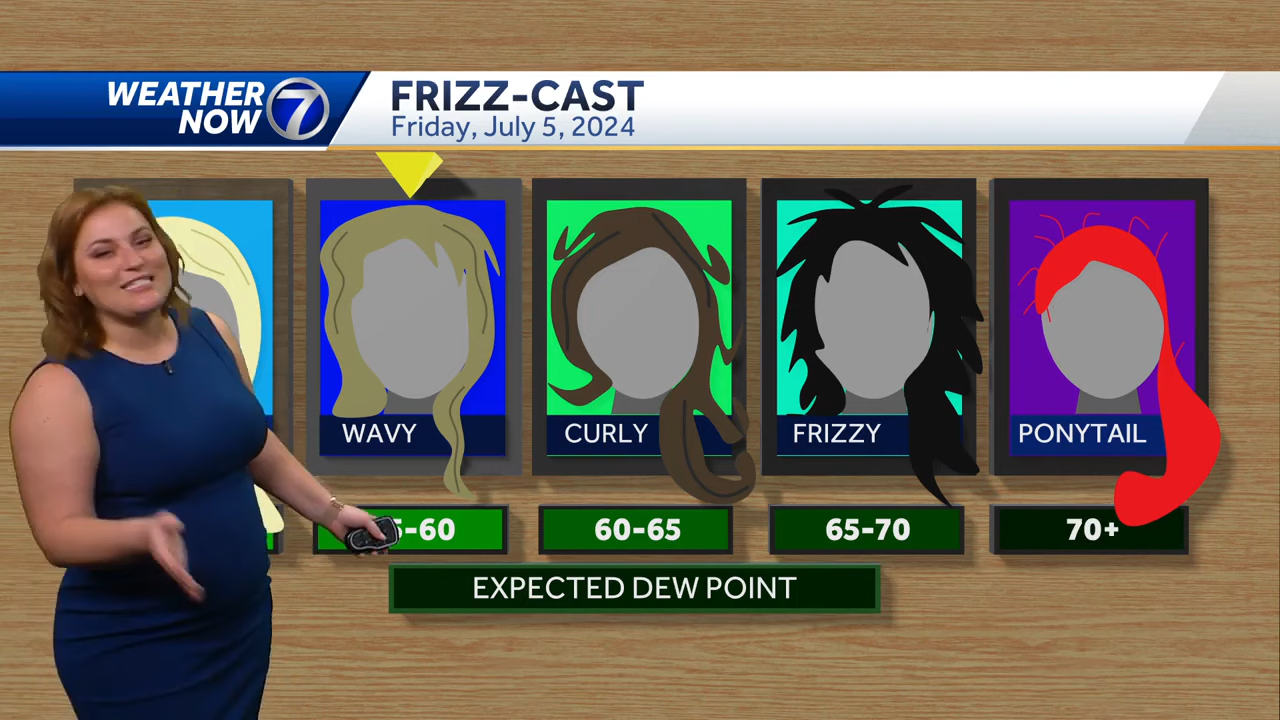 WEATHER
NOW 7
FRIZZ-CAST
Friday, July 5, 2024
WAVY
CURLY
FRIZZY
PONYTAIL
-60
60-65
65-70
70+
EXPECTED DEW POINT